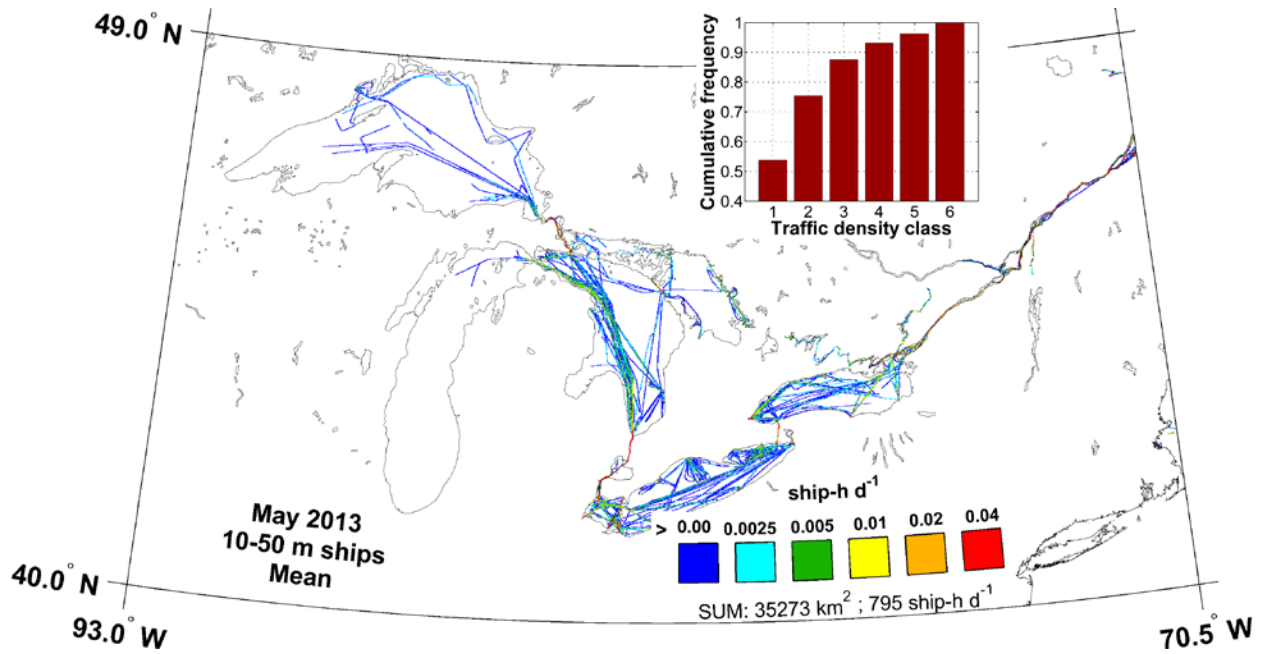 49.0° N
Cumulative frequency
1
0.9
0.8
0.7
0.6
0.5
0.4
1 2 3 4 5 6
Traffic density class
ship-h d⁻¹
> 0.00 0.0025 0.005 0.01 0.02 0.04
May 2013
10-50 m ships
Mean
SUM: 35273 km² ; 795 ship-h d⁻¹
40.0° N
93.0° W
70.5° W